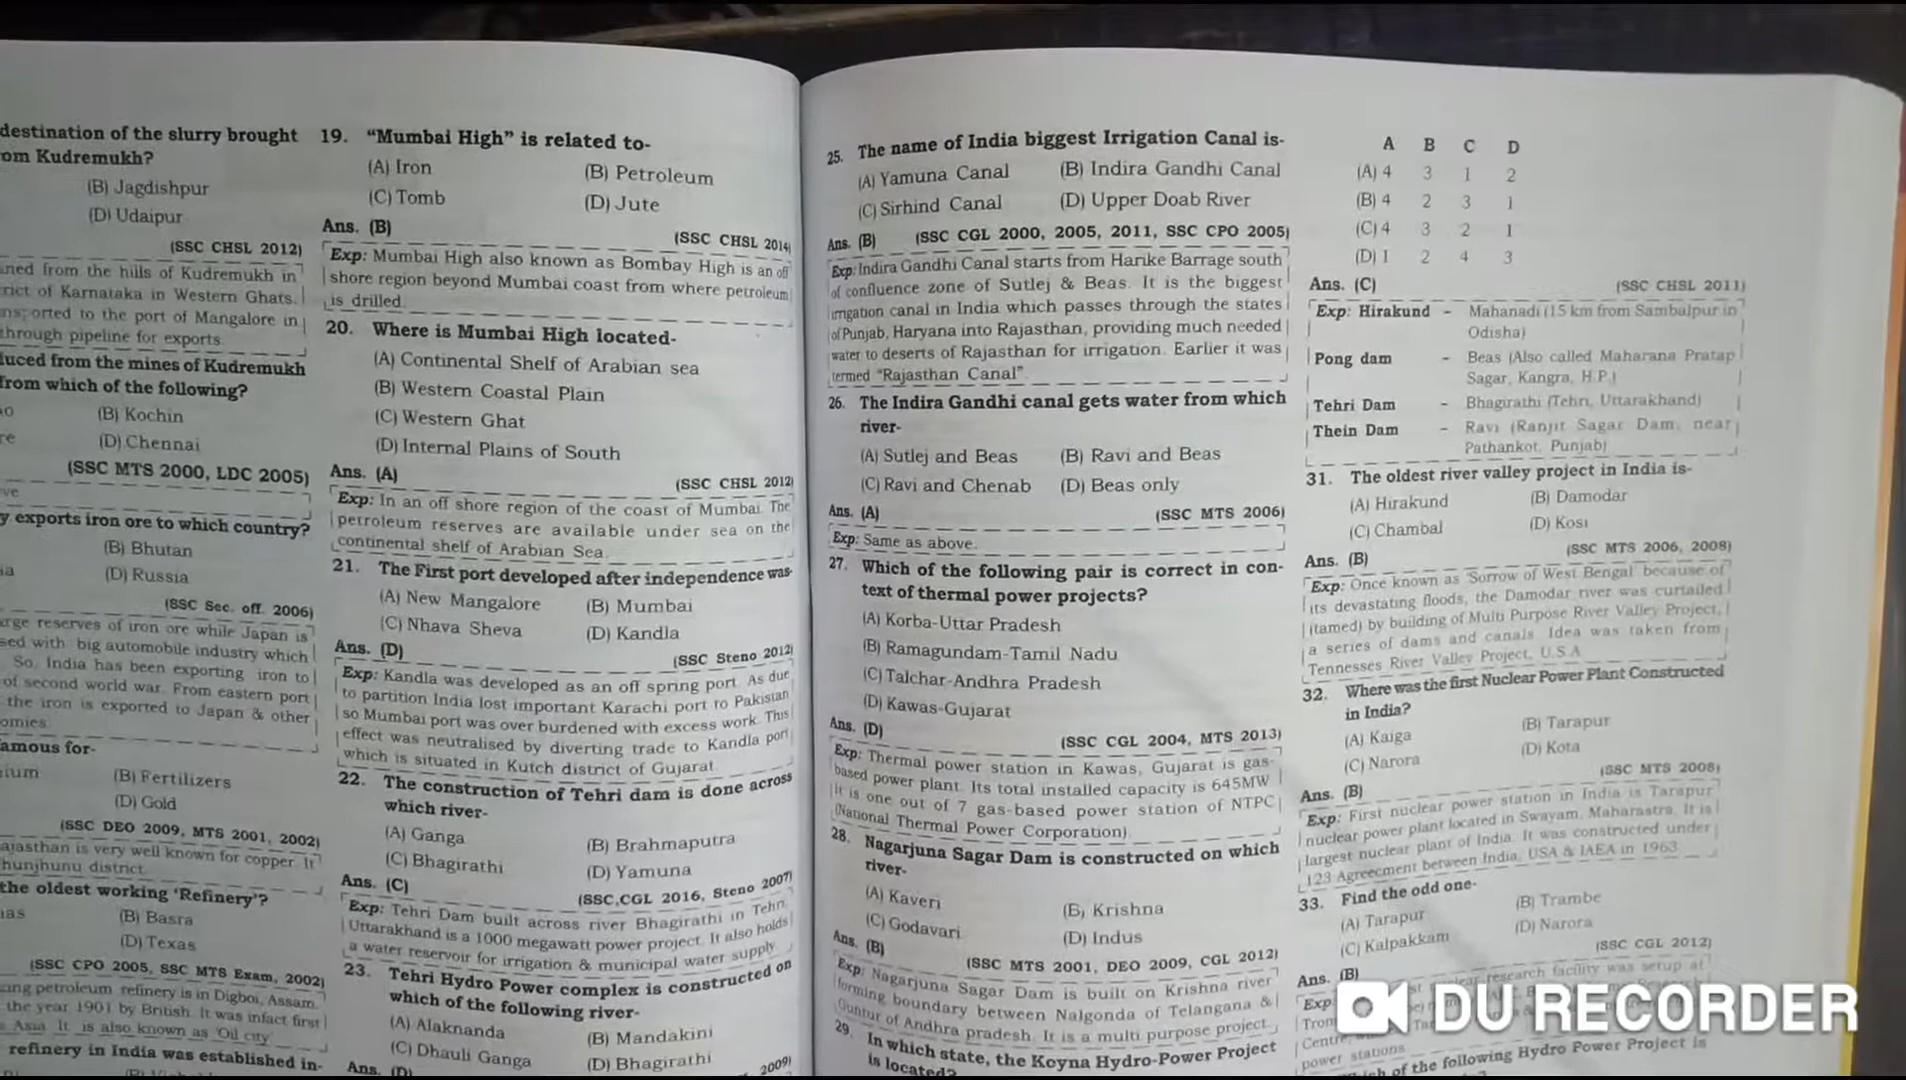 destination of the slurry brought
om Kudremukh?
(B) Jagdishpur
(D) Udaipur
(SSC CHSL 2012)
ned from the hills of Kudremukh in
rict of Karnataka in Western Ghats.
orted to the port of Mangalore in
through pipeline for exports.
uced from the mines of Kudremukh
from which of the following?
(B) Kochin
(D) Chennai
(SSC MTS 2000, LDC 2005)
ve
y exports iron ore to which country?
(B) Bhutan
(D) Russia
(SSC Sec. off. 2006)
arge reserves of iron ore while Japan is
sed with big automobile industry which
So, India has been exporting iron to
of second world war. From eastern port
the iron is exported to Japan & other
omies.
amous for-
ium (B) Fertilizers
(D) Gold
(SSC DEO 2009, MTS 2001, 2002)
ajasthan is very well known for copper. It
hunjhunu district.
the oldest working 'Refinery'?
as (B) Basra
(D) Texas
(SSC CPO 2005, SSC MTS Exam, 2002)
ing petroleum refinery is in Digboi, Assam.
the year 1901 by British. It was infact first
Asia. It is also known as 'Oil city'
refinery in India was established in-
19. "Mumbai High" is related to-
(A) Iron (B) Petroleum
(C) Tomb (D) Jute
Ans. (B) (SSC CHSL 2014)
Exp: Mumbai High also known as Bombay High is an off
shore region beyond Mumbai coast from where petroleum
is drilled.
20. Where is Mumbai High located-
(A) Continental Shelf of Arabian sea
(B) Western Coastal Plain
(C) Western Ghat
(D) Internal Plains of South
Ans. (A) (SSC CHSL 2012)
Exp: In an off shore region of the coast of Mumbai. The
petroleum reserves are available under sea on the
continental shelf of Arabian Sea.
21. The First port developed after independence was-
(A) New Mangalore (B) Mumbai
(C) Nhava Sheva (D) Kandla
Ans. (D) (SSC Steno 2012)
Exp: Kandla was developed as an off spring port. As due
to partition India lost important Karachi port to Pakistan
so Mumbai port was over burdened with excess work. This
effect was neutralised by diverting trade to Kandla port
which is situated in Kutch district of Gujarat.
22. The construction of Tehri dam is done across
which river-
(A) Ganga (B) Brahmaputra
(C) Bhagirathi (D) Yamuna
Ans. (C) (SSC,CGL 2016, Steno 2007)
Exp: Tehri Dam built across river Bhagirathi in Tehri
Uttarakhand is a 1000 megawatt power project. It also holds
a water reservoir for irrigation & municipal water supply.
23. Tehri Hydro Power complex is constructed on
which of the following river-
(A) Alaknanda (B) Mandakini
(C) Dhauli Ganga (D) Bhagirathi
Ans. (D) 2009)
25. The name of India biggest Irrigation Canal is-
(A) Yamuna Canal (B) Indira Gandhi Canal
(C) Sirhind Canal (D) Upper Doab River
Ans. (B) (SSC CGL 2000, 2005, 2011, SSC CPO 2005)
Exp: Indira Gandhi Canal starts from Harike Barrage south
of confluence zone of Sutlej & Beas. It is the biggest
irrigation canal in India which passes through the states
of Punjab, Haryana into Rajasthan, providing much needed
water to deserts of Rajasthan for irrigation. Earlier it was
termed "Rajasthan Canal".
26. The Indira Gandhi canal gets water from which
river-
(A) Sutlej and Beas (B) Ravi and Beas
(C) Ravi and Chenab (D) Beas only
Ans. (A) (SSC MTS 2006)
Exp: Same as above.
27. Which of the following pair is correct in con-
text of thermal power projects?
(A) Korba-Uttar Pradesh
(B) Ramagundam-Tamil Nadu
(C) Talchar-Andhra Pradesh
(D) Kawas-Gujarat
Ans. (D) (SSC CGL 2004, MTS 2013)
Exp: Thermal power station in Kawas, Gujarat is gas-
based power plant. Its total installed capacity is 645MW
It is one out of 7 gas-based power station of NTPC
(National Thermal Power Corporation).
28. Nagarjuna Sagar Dam is constructed on which
river-
(A) Kaveri (B) Krishna
(C) Godavari (D) Indus
Ans. (B) (SSC MTS 2001, DEO 2009, CGL 2012)
Exp: Nagarjuna Sagar Dam is built on Krishna river
forming boundary between Nalgonda of Telangana &
Guntur of Andhra pradesh. It is a multi purpose project.
29. In which state, the Koyna Hydro-Power Project
is located?
A B C D
(A) 4 3 1 2
(B) 4 2 3 1
(C) 4 3 2 1
(D) 1 2 4 3
Ans. (C) (SSC CHSL 2011)
Exp: Hirakund - Mahanadi (15 km from Sambalpur in
Odisha)
Pong dam - Beas (Also called Maharana Pratap
Sagar, Kangra, H.P.)
Tehri Dam - Bhagirathi (Tehri, Uttarakhand)
Thein Dam - Ravi (Ranjit Sagar Dam, near
Pathankot, Punjab)
31. The oldest river valley project in India is-
(A) Hirakund (B) Damodar
(C) Chambal (D) Kosi
Ans. (B) (SSC MTS 2006, 2008)
Exp: Once known as 'Sorrow of West Bengal' because of
its devastating floods, the Damodar river was curtailed
(tamed) by building of Multi Purpose River Valley Project,
a series of dams and canals. Idea was taken from
Tennesses River Valley Project, U.S.A.
32. Where was the first Nuclear Power Plant Constructed
in India?
(A) Kaiga (B) Tarapur
(C) Narora (D) Kota
Ans. (B) (SSC MTS 2008)
Exp: First nuclear power station in India is Tarapur
nuclear power plant located in Swayam, Maharastra. It is
largest nuclear plant of India. It was constructed under
123 Agreecment between India, USA & IAEA in 1963.
33. Find the odd one-
(A) Tarapur (B) Trambe
(C) Kalpakkam (D) Narora
Ans. (B) (SSC CGL 2012)
Exp research facility was setup at
Trom
Centre,
power stations.
of the following Hydro Power Project is
DU RECORDER